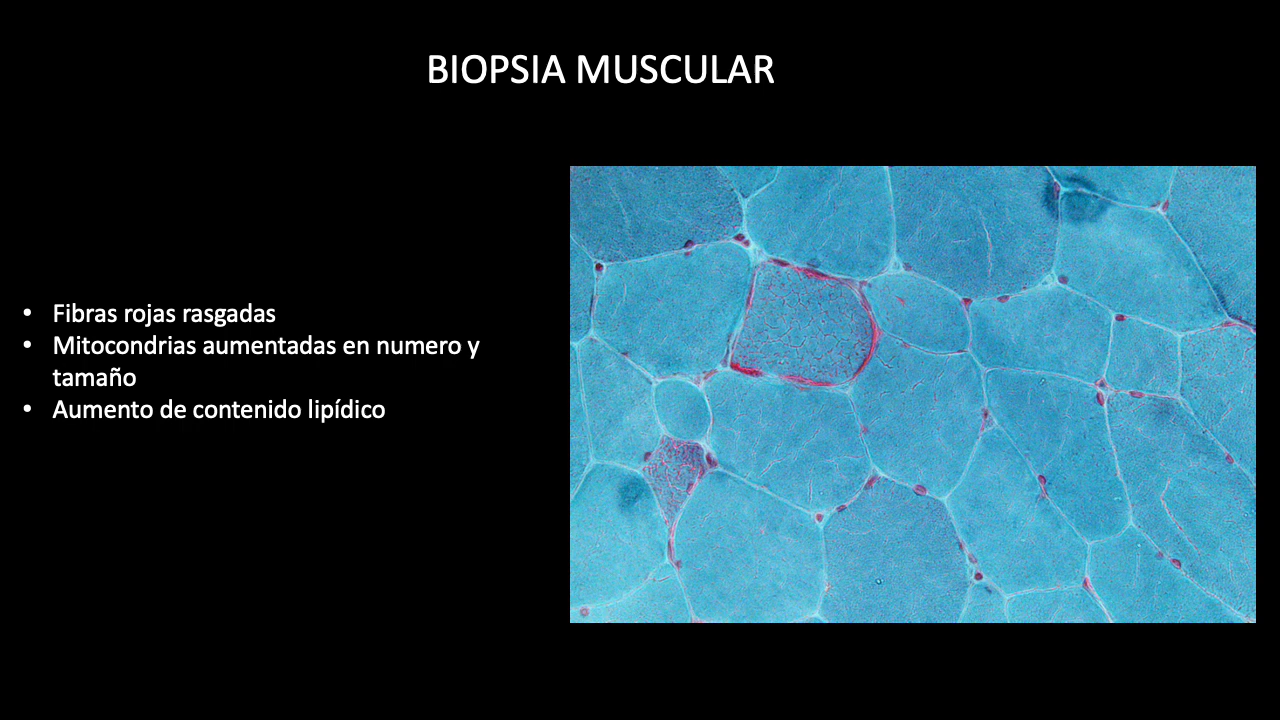 BIOPSIA MUSCULAR
• Fibras rojas rasgadas
• Mitocondrias aumentadas en numero y
tamaño
• Aumento de contenido lipídico